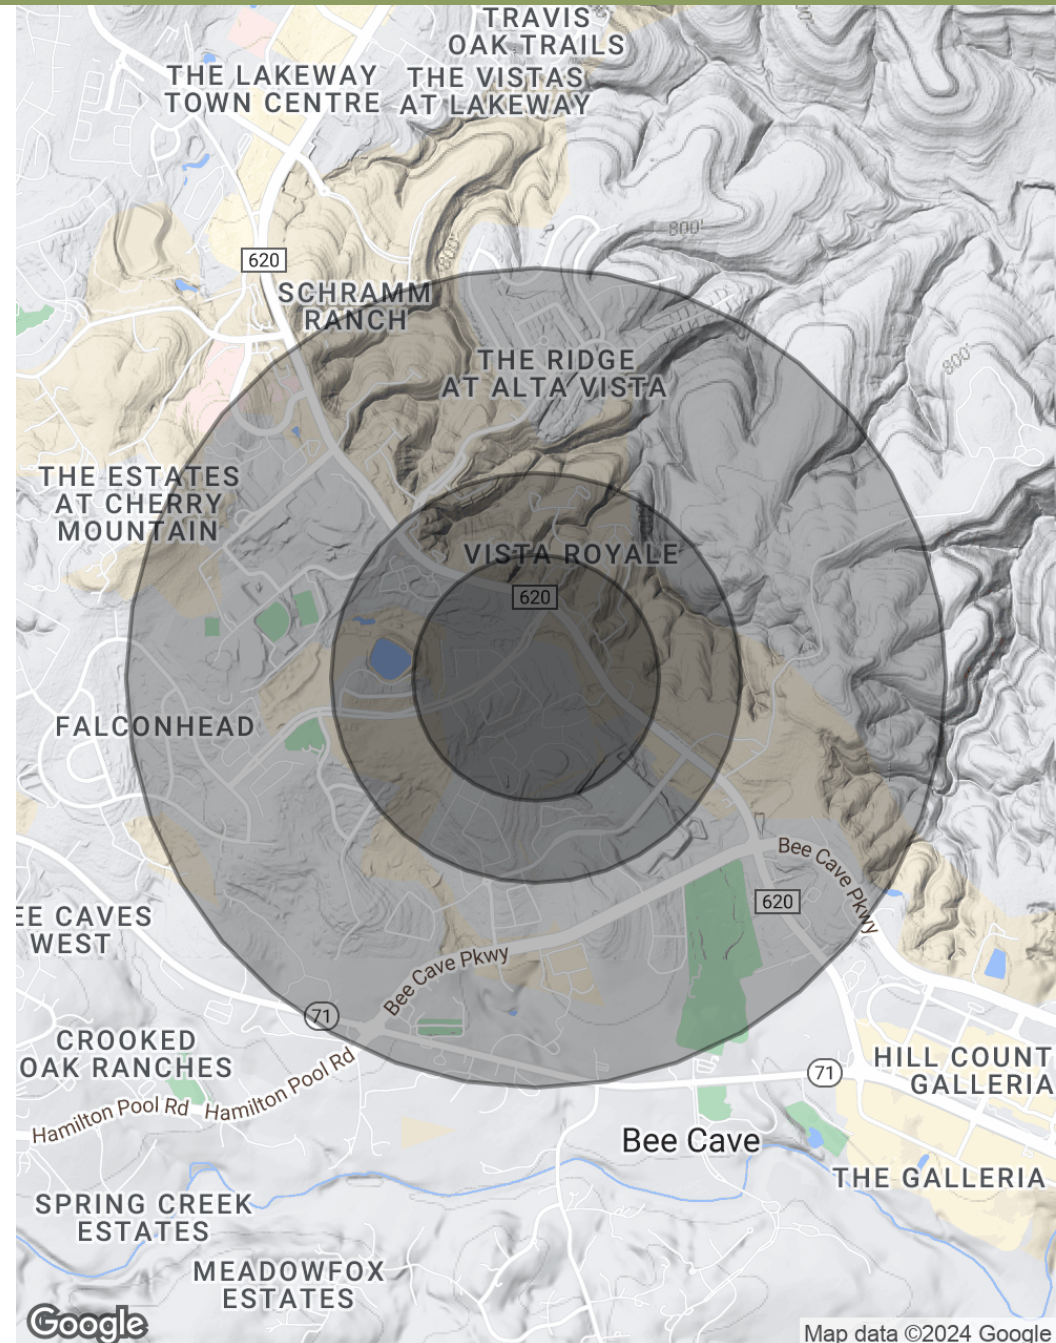 TRAVIS
OAK TRAILS
THE LAKEWAY
TOWN CENTRE
THE VISTAS
AT LAKEWAY
800'
800'
620
SCHRAMM
RANCH
THE RIDGE
AT ALTA VISTA
800'
THE ESTATES
AT CHERRY
MOUNTAIN
VISTA ROYALE
620
FALCONHEAD
Bee Cave Pkwy
620
EE CAVES
WEST
Bee Cave Pkwy
71
CROOKED
OAK RANCHES
HILL COUNT
GALLERIA
71
Hamilton Pool Rd
Hamilton Pool Rd
Bee Cave
THE GALLERIA
SPRING CREEK
ESTATES
MEADOWFOX
ESTATES
Google
Map data ©2024 Google